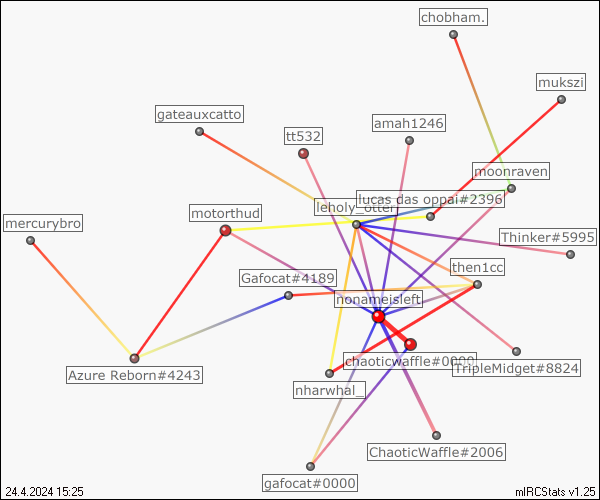 chobham.
mukszi
gateauxcatto
amah1246
tt532
moonraven
lucas das oppai#2396
leholy_otter
motorthud
mercurybro
Thinker#5995
then1cc
Gafocat#4189
nonameisleft
chaoticwaffle#0000
TripleMidget#8824
Azure Reborn#4243
nharwhal_
ChaoticWaffle#2006
gafocat#0000
24.4.2024 15:25
mIRCStats v1.25